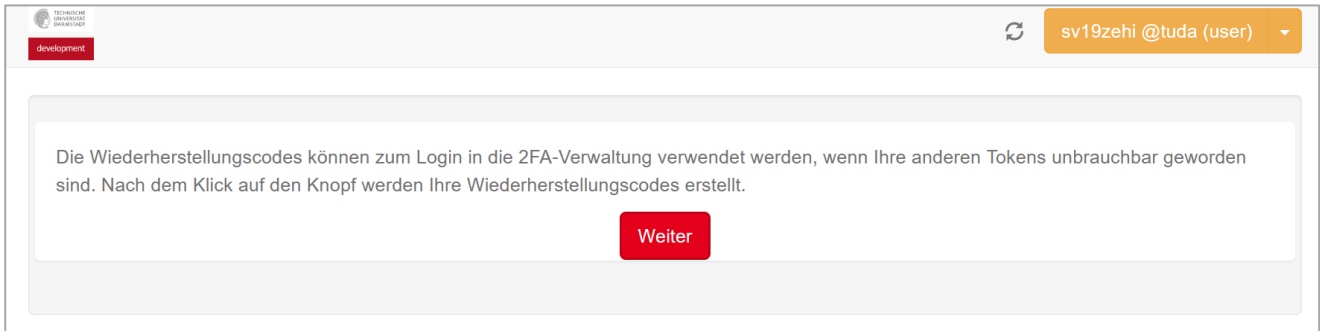 TECHNISCHE
UNIVERSITÄT
DARMSTADT
development
sv19zehi @tuda (user)
Die Wiederherstellungscodes können zum Login in die 2FA-Verwaltung verwendet werden, wenn Ihre anderen Tokens unbrauchbar geworden
sind. Nach dem Klick auf den Knopf werden Ihre Wiederherstellungscodes erstellt.
Weiter